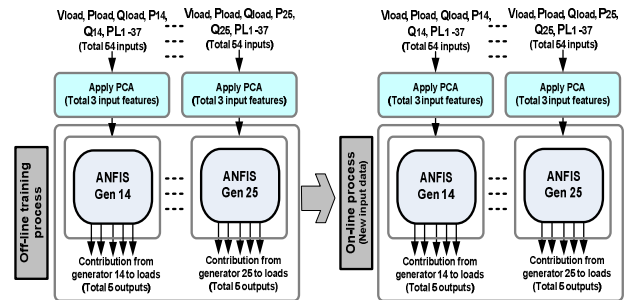 Vload, Pload, Qload, P14,
Q14, PL1 -37
(Total 54 inputs)
Vload, Pload, Qload, P25,
Q25, PL1 -37
(Total 54 inputs)
Apply PCA
(Total 3 input features)
Apply PCA
(Total 3 input features)
Off-line training
process
ANFIS
Gen 14
ANFIS
Gen 25
Contribution from
generator 14 to loads
(Total 5 outputs)
Contribution from
generator 25 to loads
(Total 5 outputs)
Vload, Pload, Qload, P14,
Q14, PL1 -37
(Total 54 inputs)
Vload, Pload, Qload, P25,
Q25, PL1 -37
(Total 54 inputs)
Apply PCA
(Total 3 input features)
Apply PCA
(Total 3 input features)
On-line process
(New input data)
ANFIS
Gen 14
ANFIS
Gen 25
Contribution from
generator 14 to loads
(Total 5 outputs)
Contribution from
generator 25 to loads
(Total 5 outputs)